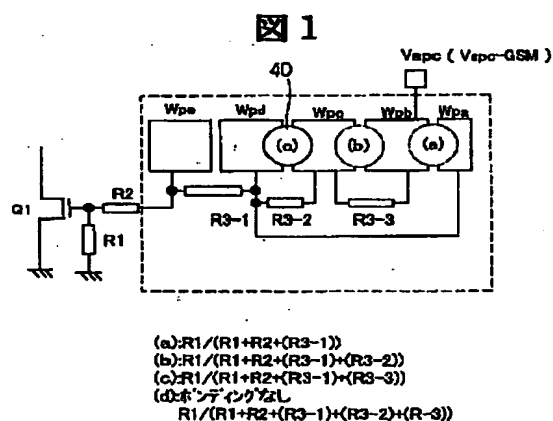 図1
Vapc ( Vapc-GSM )
40
Wpe Wpd Wpc Wpb Wpa
(c) (b) (a)
Q1
R2
R3-1
R3-2
R3-3
R1
(a):R1/(R1+R2+(R3-1))
(b):R1/(R1+R2+(R3-1)+(R3-2))
(c):R1/(R1+R2+(R3-1)+(R3-3))
(d):ボンディングなし
R1/(R1+R2+(R3-1)+(R3-2)+(R-3))